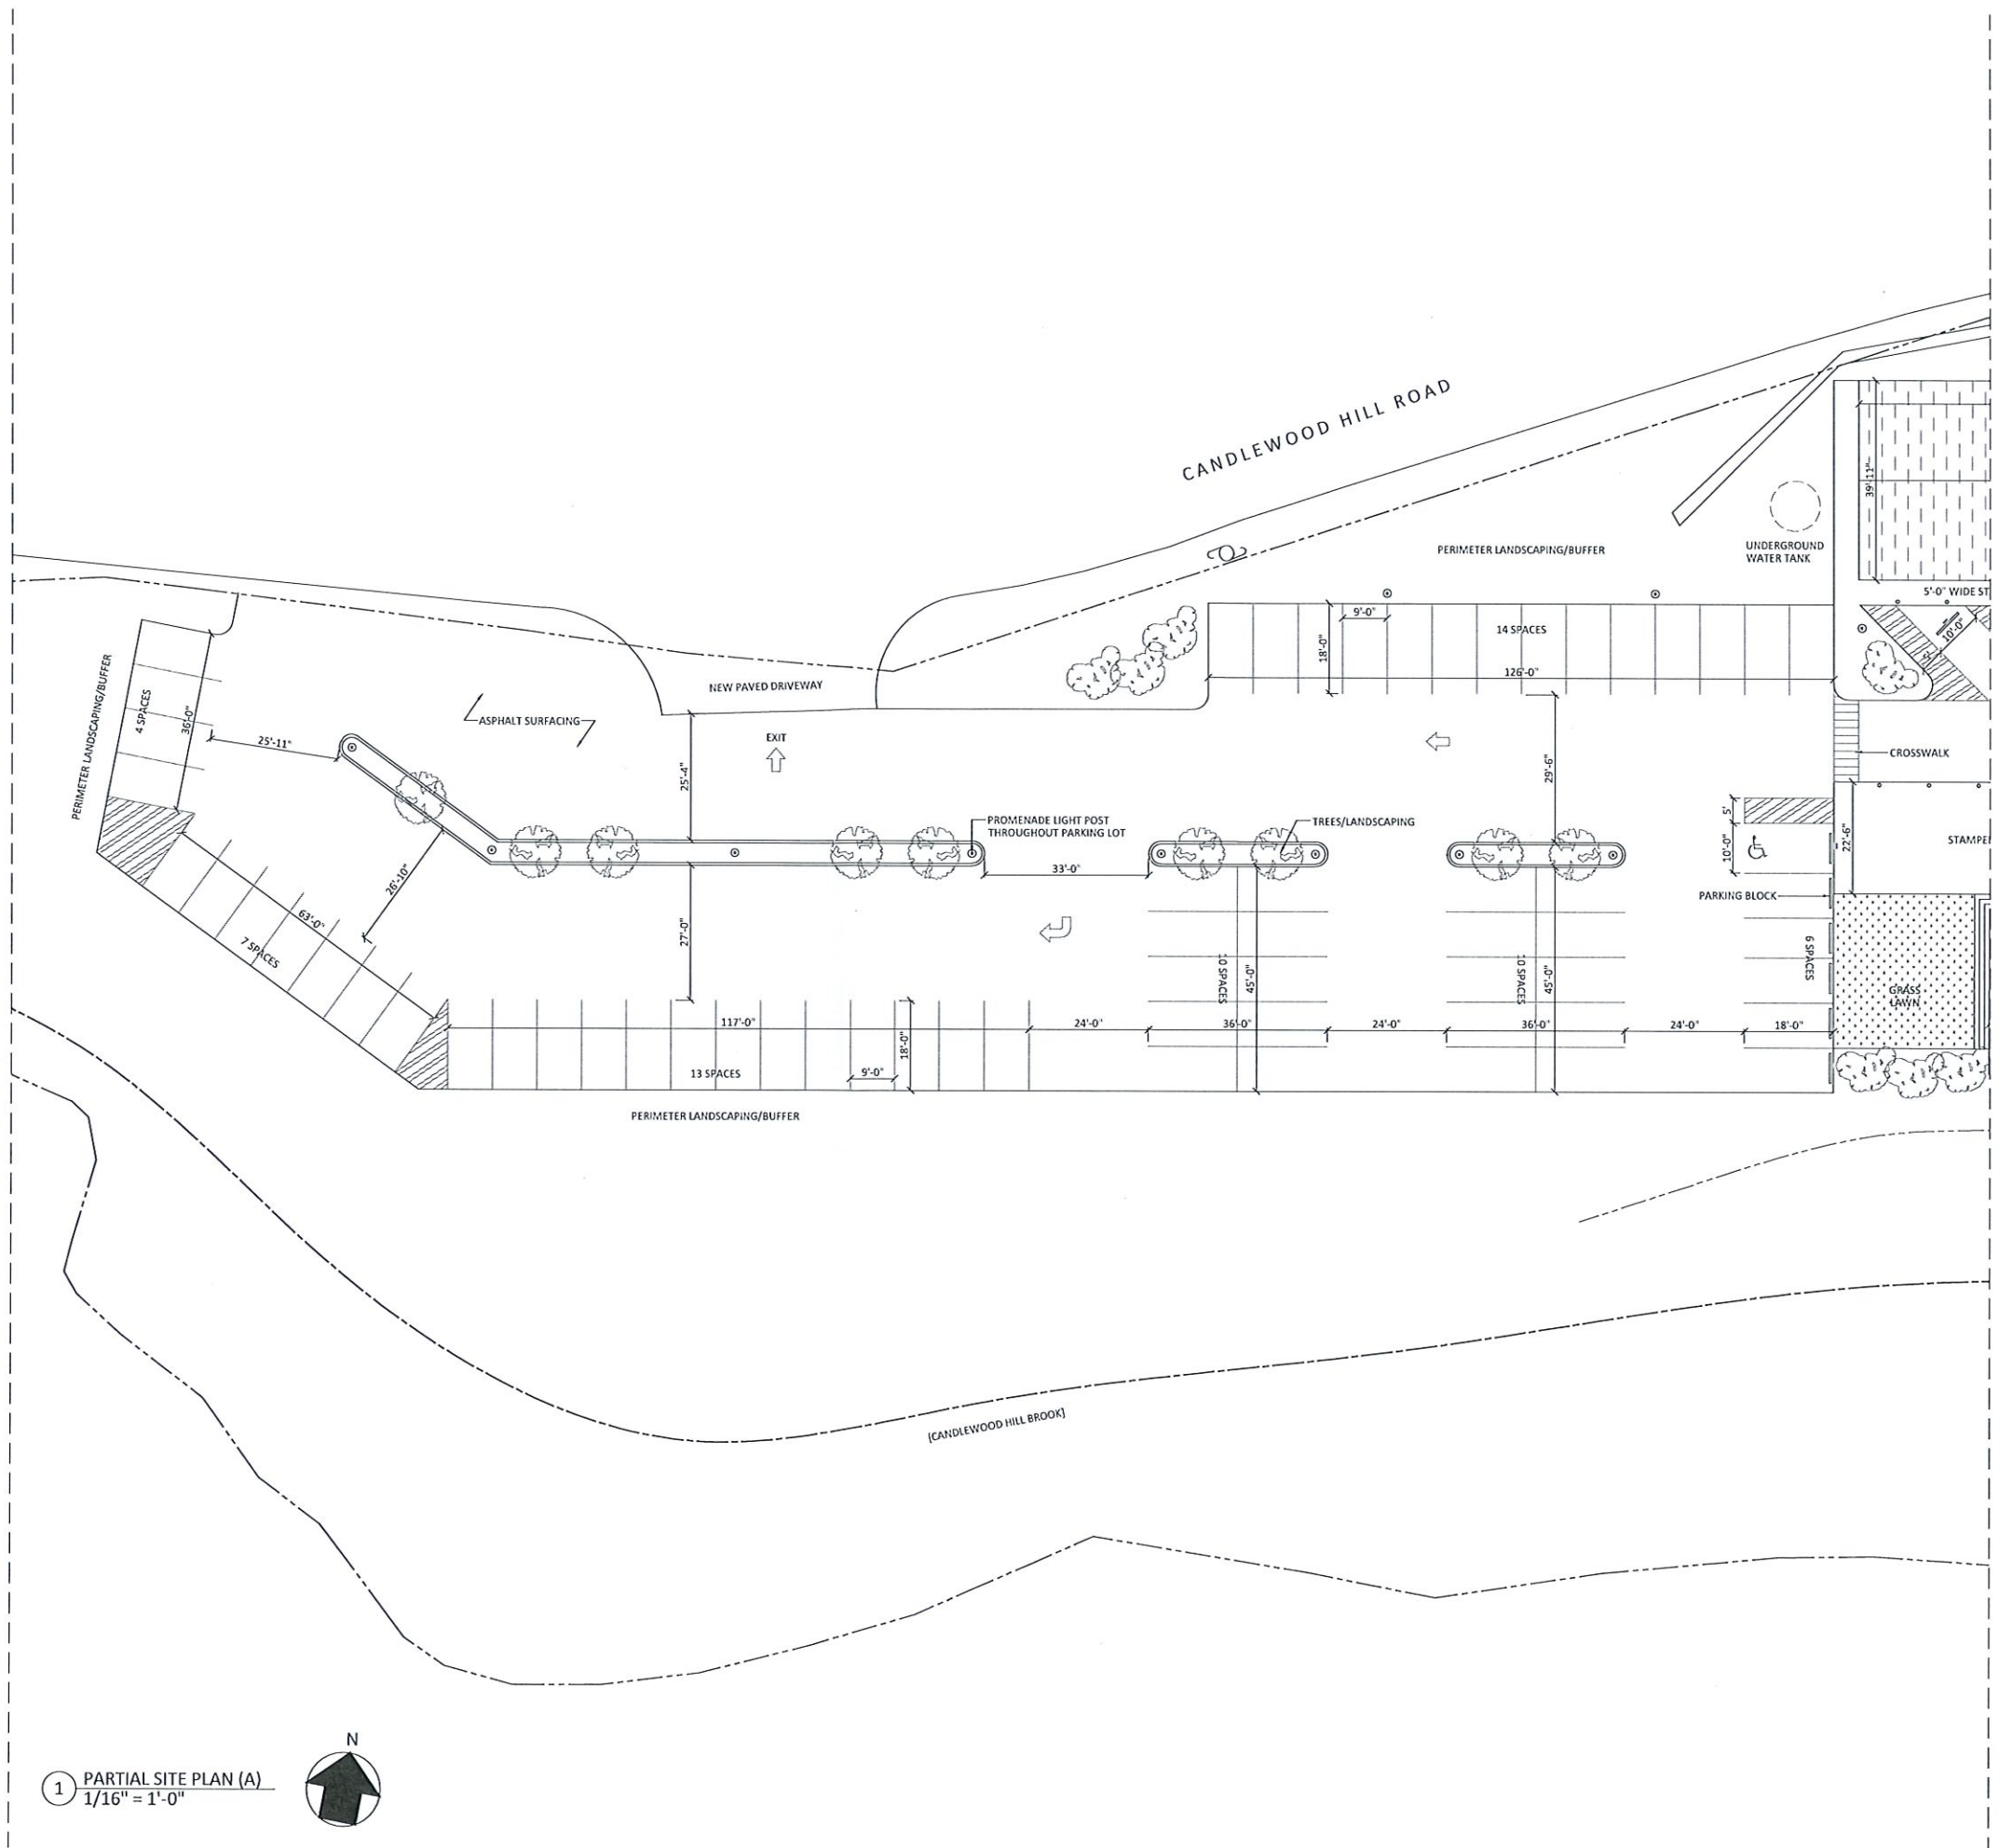 CANDLEWOOD HILL ROAD
39'-11"
PERIMETER LANDSCAPING/BUFFER
UNDERGROUND
WATER TANK
5'-0" WIDE ST
9'-0"
14 SPACES
18'-0"
10'-0"
126'-0"
PERIMETER LANDSCAPING/BUFFER
4 SPACES
36'-0"
NEW PAVED DRIVEWAY
ASPHALT SURFACING
25'-11"
EXIT
25'-4"
29'-6"
CROSSWALK
PROMENADE LIGHT POST
THROUGHOUT PARKING LOT
TREES/LANDSCAPING
5'
10'-0"
22'-6"
STAMPE
33'-0"
26'-10"
PARKING BLOCK
63'-0"
7 SPACES
27'-0"
10 SPACES
45'-0"
10 SPACES
45'-0"
6 SPACES
GRASS
LAWN
117'-0"
24'-0"
36'-0"
24'-0"
36'-0"
24'-0"
18'-0"
18'-0"
13 SPACES
9'-0"
PERIMETER LANDSCAPING/BUFFER
[CANDLEWOOD HILL BROOK]
N
1
PARTIAL SITE PLAN (A)
1/16" = 1'-0"